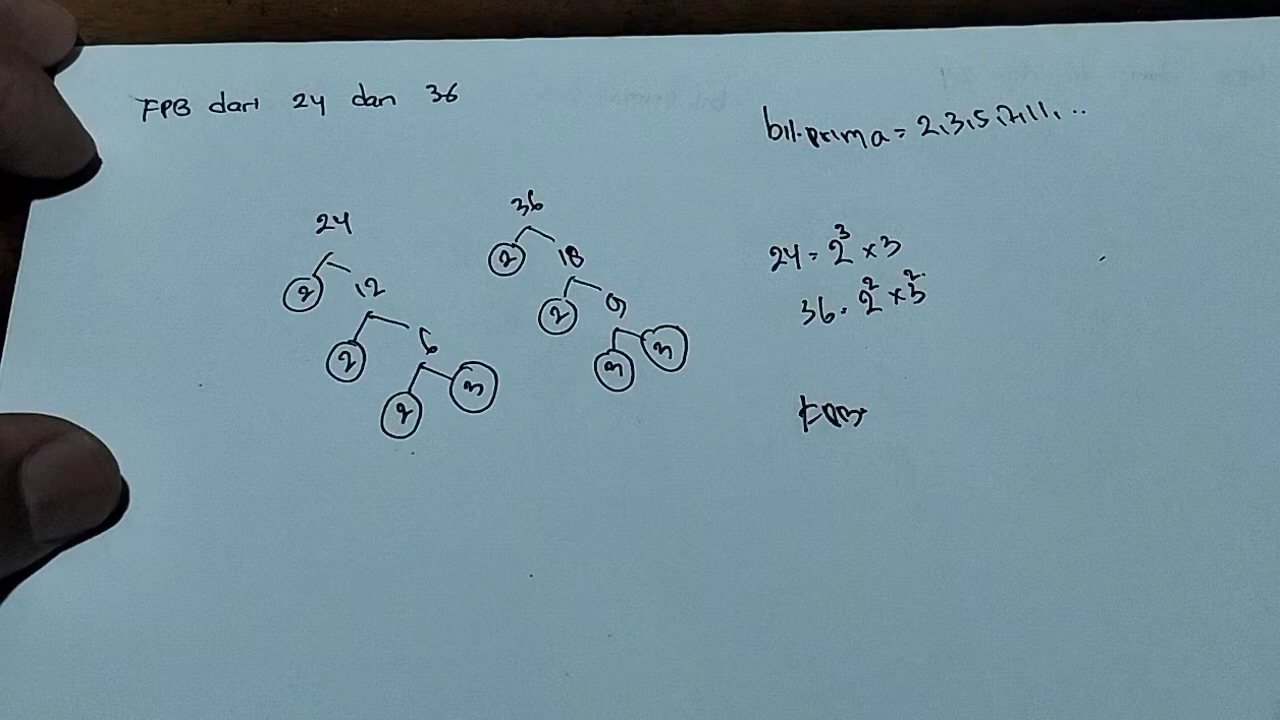 FPB dari 24 dan 36
bil.prima = 2,3,5,7,11,...
24
2 12
2 6
2 3
36
2 18
2 9
3 3
24 = 2³ x 3
36 = 2² x 3²
FPB